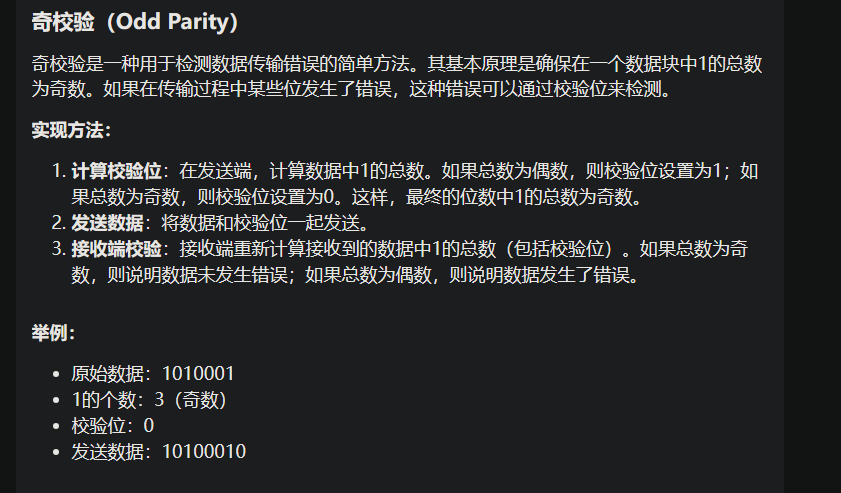 奇校验（Odd Parity）
奇校验是一种用于检测数据传输错误的简单方法。其基本原理是确保在一个数据块中1的总数
为奇数。如果在传输过程中某些位发生了错误，这种错误可以通过校验位来检测。
实现方法：
1. 计算校验位：在发送端，计算数据中1的总数。如果总数为偶数，则校验位设置为1；如
果总数为奇数，则校验位设置为0。这样，最终的位数中1的总数为奇数。
2. 发送数据：将数据和校验位一起发送。
3. 接收端校验：接收端重新计算接收到的数据中1的总数（包括校验位）。如果总数为奇
数，则说明数据未发生错误；如果总数为偶数，则说明数据发生了错误。
举例：
• 原始数据：1010001
• 1的个数：3（奇数）
• 校验位：0
• 发送数据：10100010